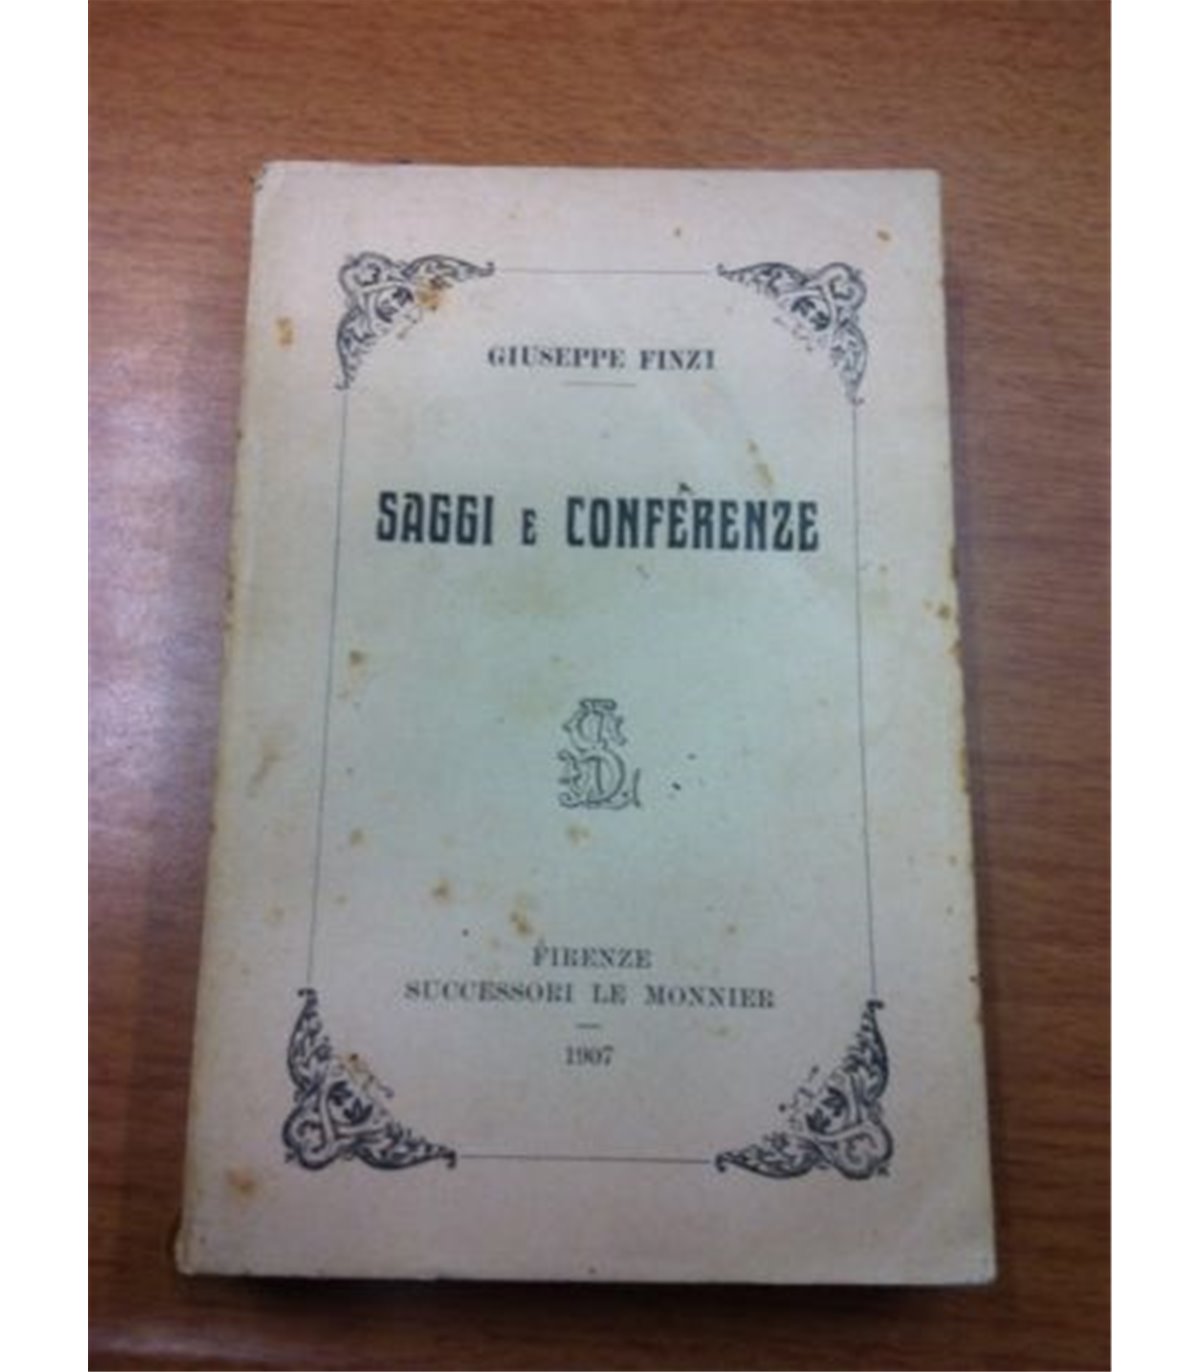 GIUSEPPE FINZI
SAGGI E CONFERENZE
FIRENZE
SUCCESSORI LE MONNIER
1907